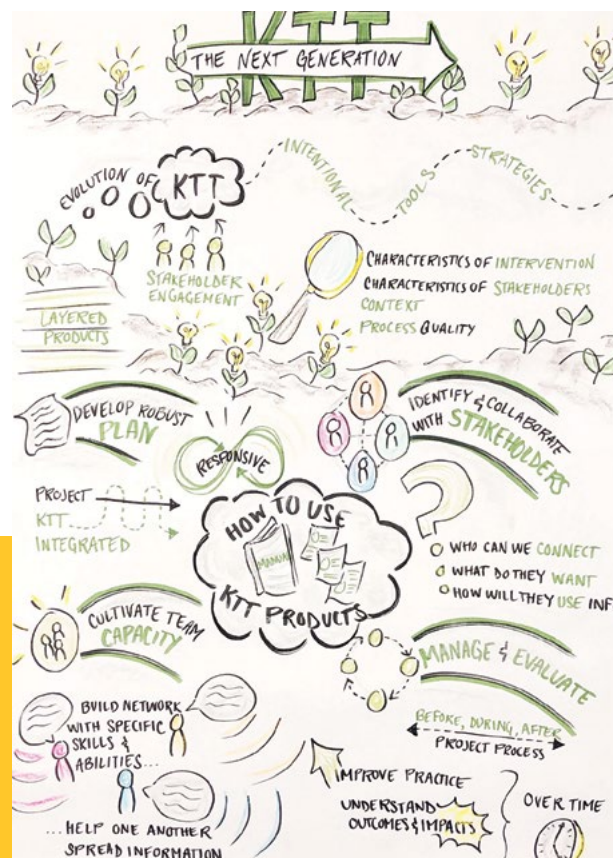 KTT
THE NEXT GENERATION
EVOLUTION OF
KTT
INTENTIONAL
TOOLS
STRATEGIES
STAKEHOLDER
ENGAGEMENT
LAYERED
PRODUCTS
CHARACTERISTICS OF INTERVENTION
CHARACTERISTICS OF STAKEHOLDERS
CONTEXT
PROCESS QUALITY
DEVELOP ROBUST
PLAN
RESPONSIVE
IDENTIFY & COLLABORATE
WITH STAKEHOLDERS
PROJECT
KTT
INTEGRATED
HOW TO USE
MANUAL
KTT PRODUCTS
WHO CAN WE CONNECT
WHAT DO THEY WANT
HOW WILL THEY USE INF
CULTIVATE TEAM
CAPACITY
MANAGE & EVALUATE
BEFORE, DURING, AFTER
PROJECT PROCESS
BUILD NETWORK
WITH SPECIFIC
SKILLS &
ABILITIES...
...HELP ONE ANOTHER
SPREAD INFORMATION
IMPROVE PRACTICE
UNDERSTAND
OUTCOMES & IMPACTS
OVER TIME